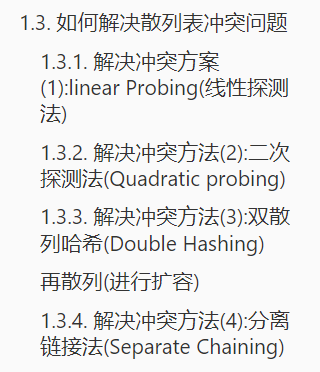 1.3. 如何解决散列表冲突问题
1.3.1. 解决冲突方案
(1):linear Probing(线性探测
法)
1.3.2. 解决冲突方法(2):二次
探测法(Quadratic probing)
1.3.3. 解决冲突方法(3):双散
列哈希(Double Hashing)
再散列(进行扩容)
1.3.4. 解决冲突方法(4):分离
链接法(Separate Chaining)